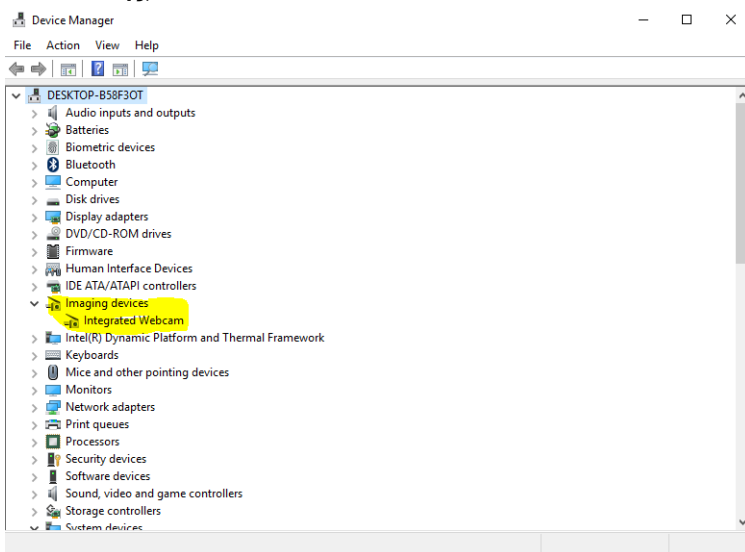 Device Manager
File Action View Help
DESKTOP-B58F3OT
Audio inputs and outputs
Batteries
Biometric devices
Bluetooth
Computer
Disk drives
Display adapters
DVD/CD-ROM drives
Firmware
Human Interface Devices
IDE ATA/ATAPI controllers
Imaging devices
Integrated Webcam
Intel(R) Dynamic Platform and Thermal Framework
Keyboards
Mice and other pointing devices
Monitors
Network adapters
Print queues
Processors
Security devices
Software devices
Sound, video and game controllers
Storage controllers
System devices